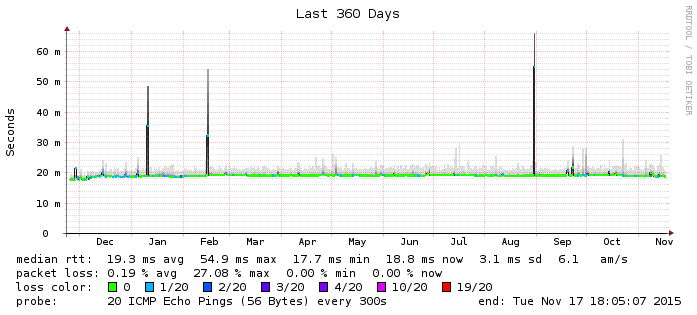 Last 360 Days
RRDTOOL / TOBI OETIKER
Seconds
60 m
50 m
40 m
30 m
20 m
10 m
0
Dec Jan Feb Mar Apr May Jun Jul Aug Sep Oct Nov
median rtt: 19.3 ms avg 54.9 ms max 17.7 ms min 18.8 ms now 3.1 ms sd 6.1 am/s
packet loss: 0.19 % avg 27.08 % max 0.00 % min 0.00 % now
loss color: 0 1/20 2/20 3/20 4/20 10/20 19/20
probe: 20 ICMP Echo Pings (56 Bytes) every 300s end: Tue Nov 17 18:05:07 2015